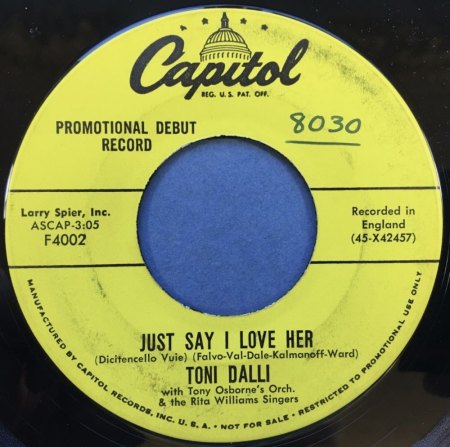 Capitol
REG. U. S. PAT. OFF.
PROMOTIONAL DEBUT
RECORD
8030
Larry Spier, Inc.
ASCAP-3:05
F4002
Recorded in
England
(45-X42457)
JUST SAY I LOVE HER
(Dicitencello Vuie) (Falvo-Val-Dale-Kalmanoff-Ward)
TONI DALLI
with Tony Osborne's Orch.
& the Rita Williams Singers
MANUFACTURED BY CAPITOL RECORDS, INC. U. S. A. • NOT FOR SALE • RESTRICTED TO PROMOTIONAL USE ONLY